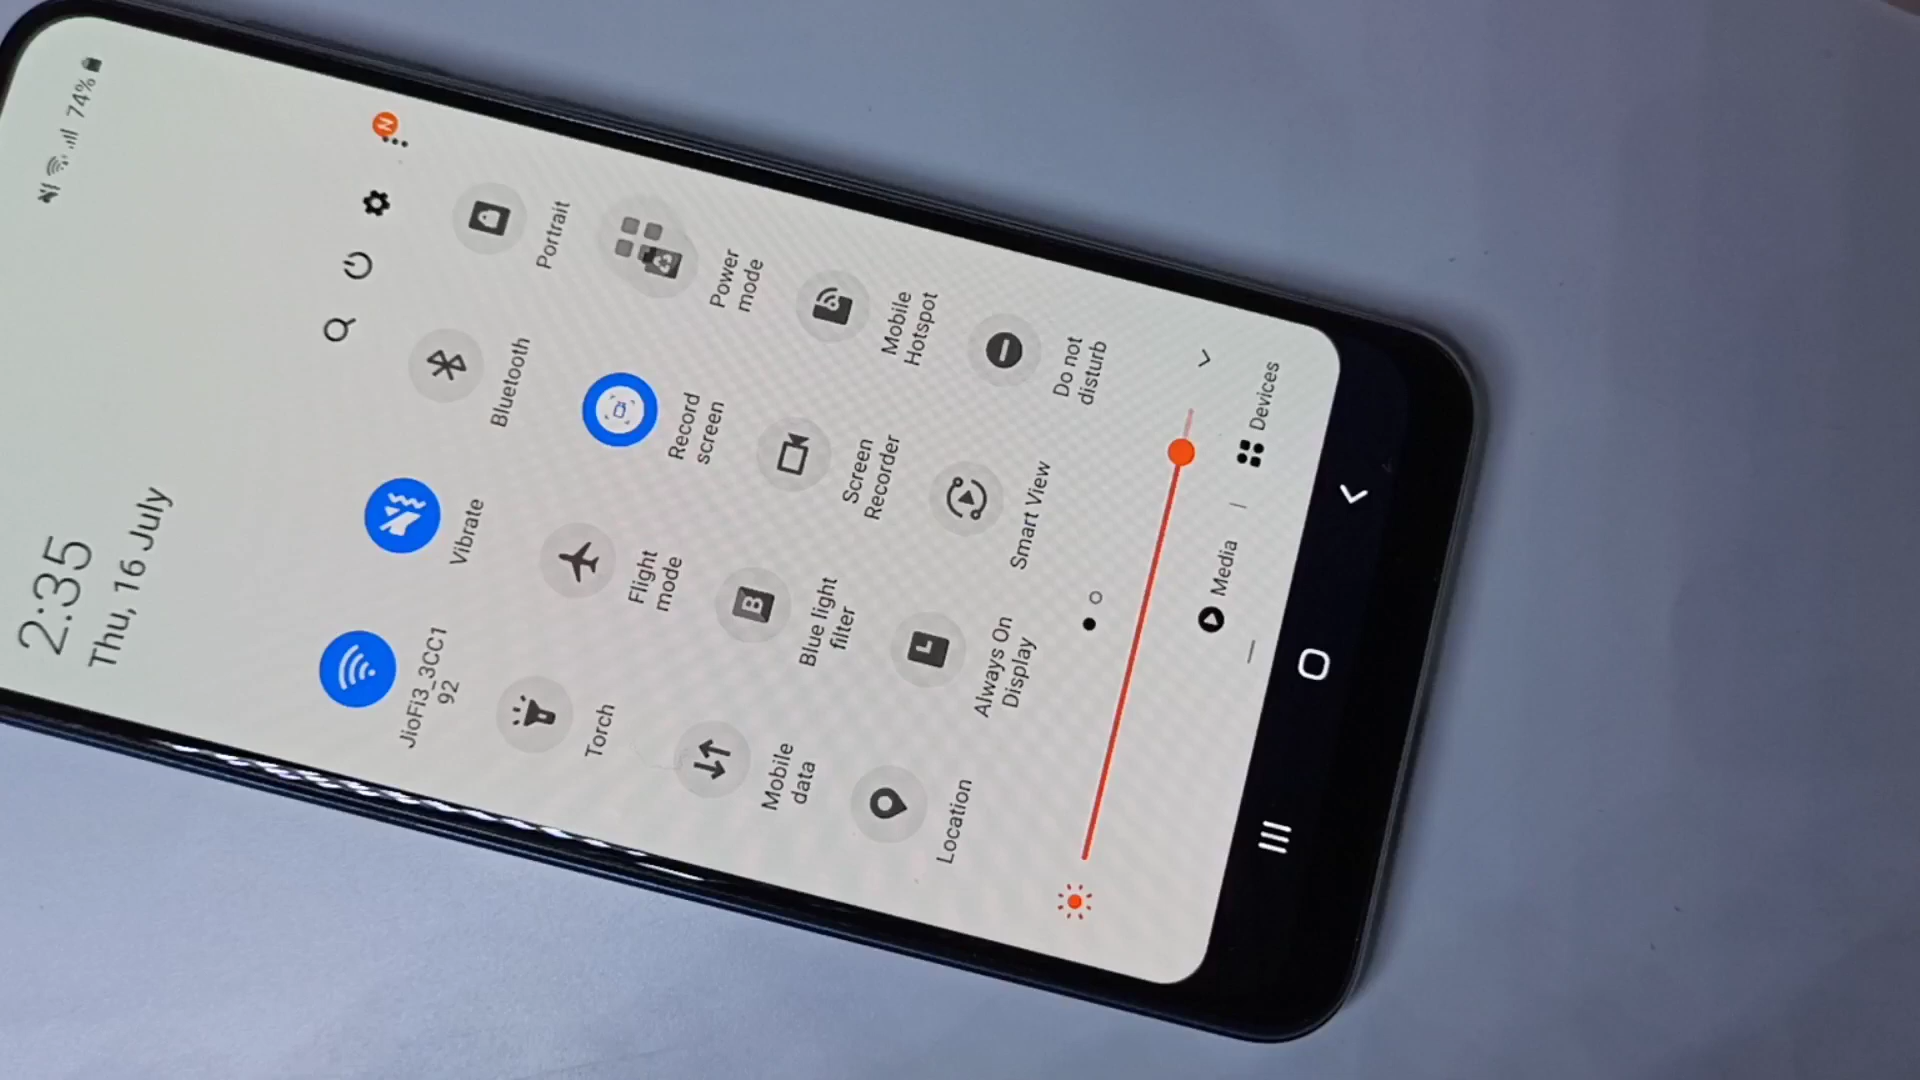 74%
2:35
Thu, 16 July
N
JioFi3_3CC1
92
Vibrate
Bluetooth
Portrait
Torch
Flight
mode
Record
screen
Power
mode
Mobile
data
Blue light
filter
Screen
Recorder
Mobile
Hotspot
Location
Always On
Display
Smart View
Do not
disturb
Media
Devices